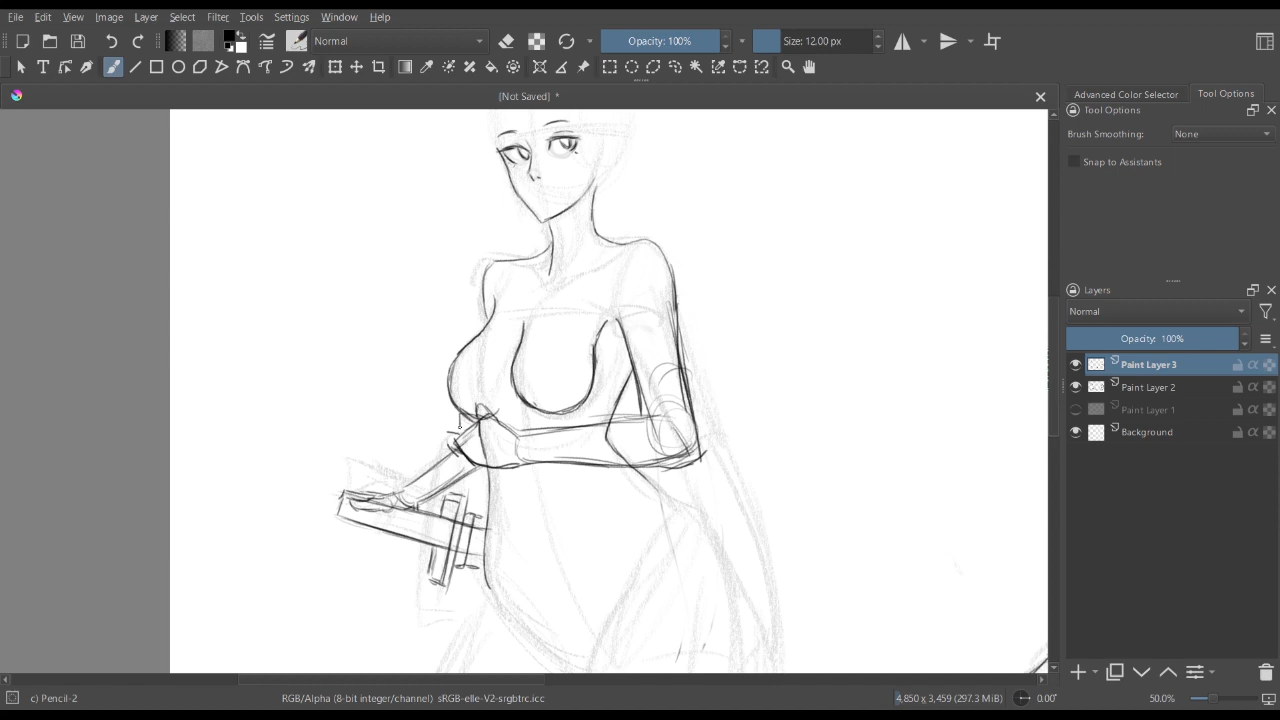 File Edit View Image Layer Select Filter Tools Settings Window Help
Normal Opacity: 100% Size: 12.00 px
[Not Saved] *
Advanced Color Selector Tool Options
Tool Options
Brush Smoothing: None
Snap to Assistants
Layers
Normal
Opacity: 100%
Paint Layer 3
Paint Layer 2
Paint Layer 1
Background
c) Pencil-2 RGB/Alpha (8-bit integer/channel) sRGB-elle-V2-srgbtrc.icc 4,850 x 3,459 (297.3 MiB) 0.00° 50.0%